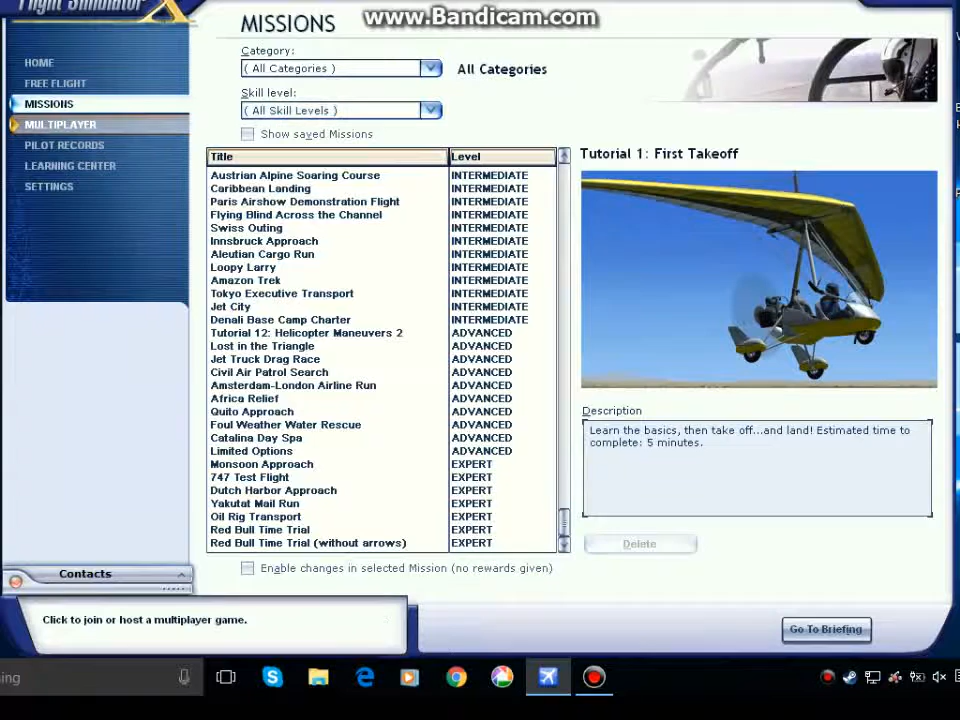 www.Bandicam.com
Flight Simulator X
MISSIONS
HOME
FREE FLIGHT
MISSIONS
MULTIPLAYER
PILOT RECORDS
LEARNING CENTER
SETTINGS
Category:
( All Categories )
All Categories
Skill level:
( All Skill Levels )
Show saved Missions
Title Level
Austrian Alpine Soaring Course INTERMEDIATE
Caribbean Landing INTERMEDIATE
Paris Airshow Demonstration Flight INTERMEDIATE
Flying Blind Across the Channel INTERMEDIATE
Swiss Outing INTERMEDIATE
Innsbruck Approach INTERMEDIATE
Aleutian Cargo Run INTERMEDIATE
Loopy Larry INTERMEDIATE
Amazon Trek INTERMEDIATE
Tokyo Executive Transport INTERMEDIATE
Jet City INTERMEDIATE
Denali Base Camp Charter INTERMEDIATE
Tutorial 12: Helicopter Maneuvers 2 ADVANCED
Lost in the Triangle ADVANCED
Jet Truck Drag Race ADVANCED
Civil Air Patrol Search ADVANCED
Amsterdam-London Airline Run ADVANCED
Africa Relief ADVANCED
Quito Approach ADVANCED
Foul Weather Water Rescue ADVANCED
Catalina Day Spa ADVANCED
Limited Options ADVANCED
Monsoon Approach EXPERT
747 Test Flight EXPERT
Dutch Harbor Approach EXPERT
Yakutat Mail Run EXPERT
Oil Rig Transport EXPERT
Red Bull Time Trial EXPERT
Red Bull Time Trial (without arrows) EXPERT
Enable changes in selected Mission (no rewards given)
Tutorial 1: First Takeoff
Description
Learn the basics, then take off...and land! Estimated time to
complete: 5 minutes.
Delete
Contacts
Click to join or host a multiplayer game.
Go To Briefing